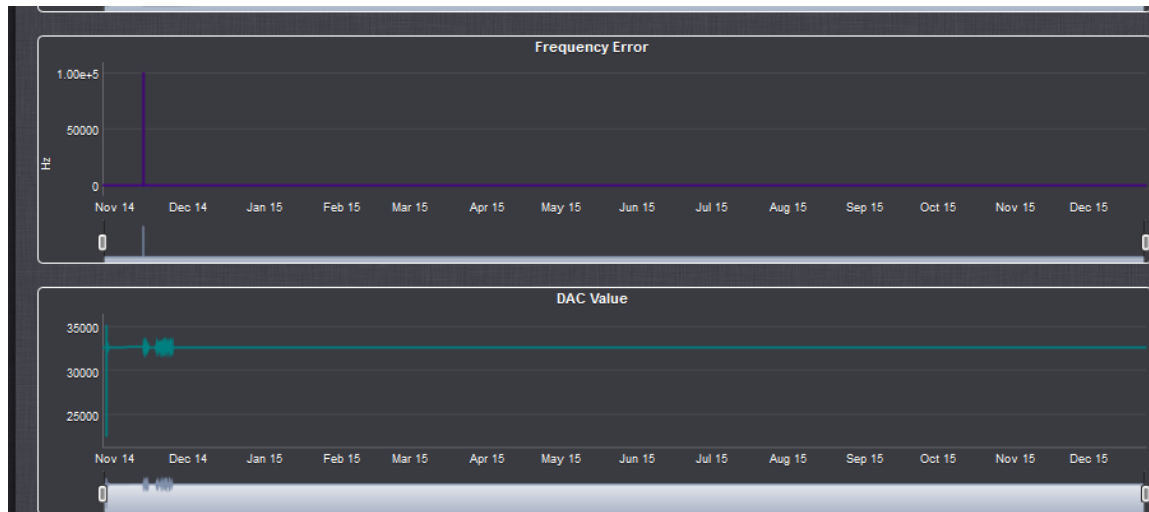 Frequency Error
1.00e+5
50000
Hz
0
Nov 14 Dec 14 Jan 15 Feb 15 Mar 15 Apr 15 May 15 Jun 15 Jul 15 Aug 15 Sep 15 Oct 15 Nov 15 Dec 15
DAC Value
35000
30000
25000
Nov 14 Dec 14 Jan 15 Feb 15 Mar 15 Apr 15 May 15 Jun 15 Jul 15 Aug 15 Sep 15 Oct 15 Nov 15 Dec 15